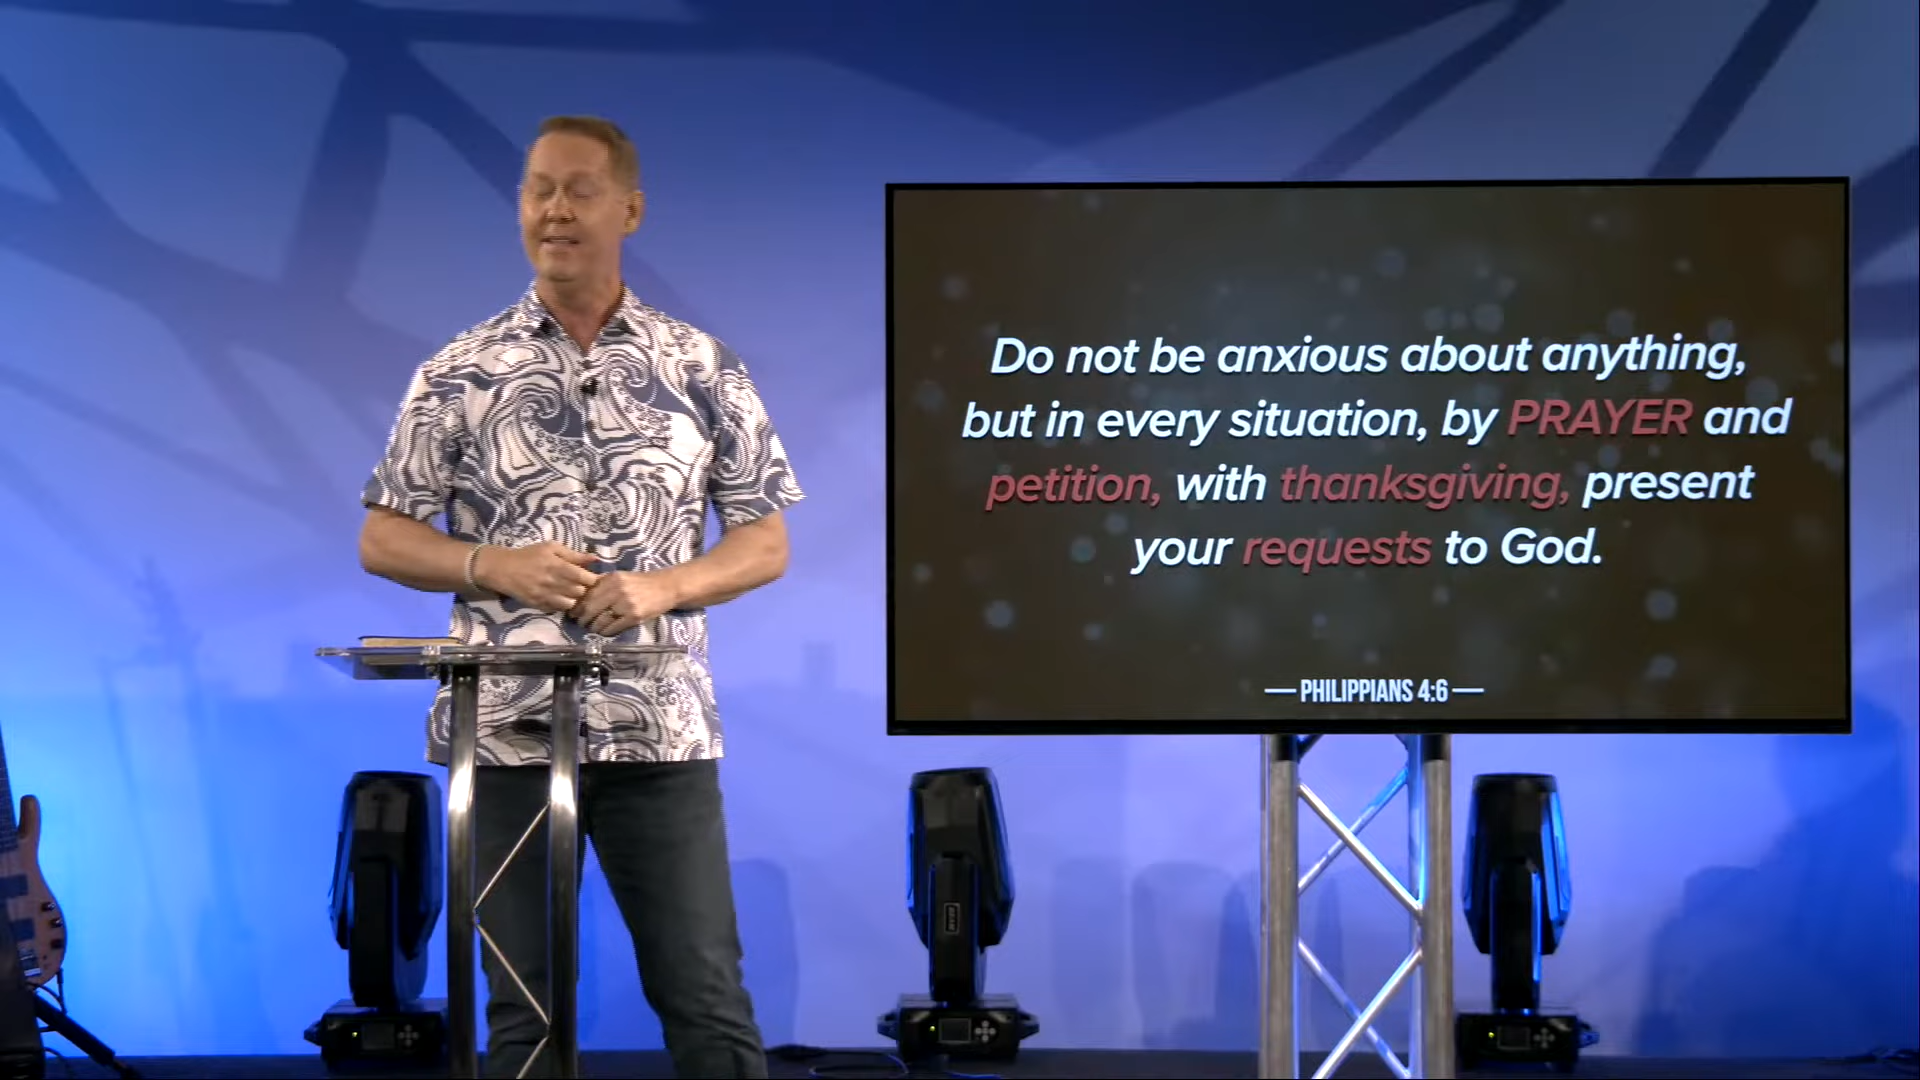 Do not be anxious about anything,
but in every situation, by PRAYER and
petition, with thanksgiving, present
your requests to God.
— PHILIPPIANS 4:6 —